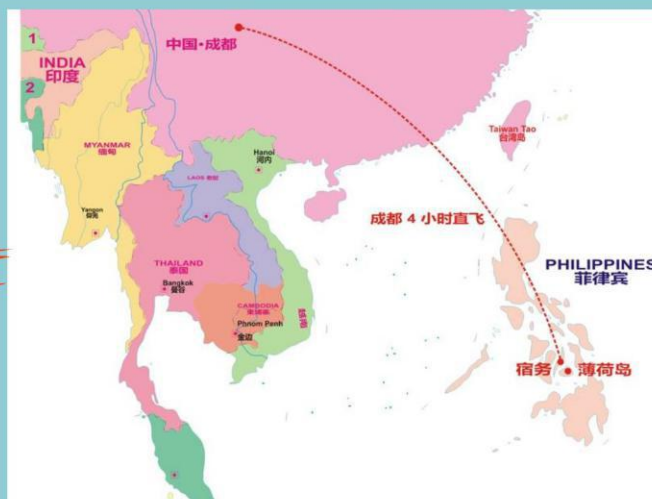 中国·成都
1
INDIA
印度
2
MYANMAR
缅甸
Hanoi
河内
Taiwan Tao
台湾岛
LAOS 老挝
Yangon
仰光
成都 4 小时直飞
THAILAND
泰国
PHILIPPINES
菲律宾
Bangkok
曼谷
CAMBODIA
柬埔寨
越南
Phnom Penh
金边
宿务
薄荷岛